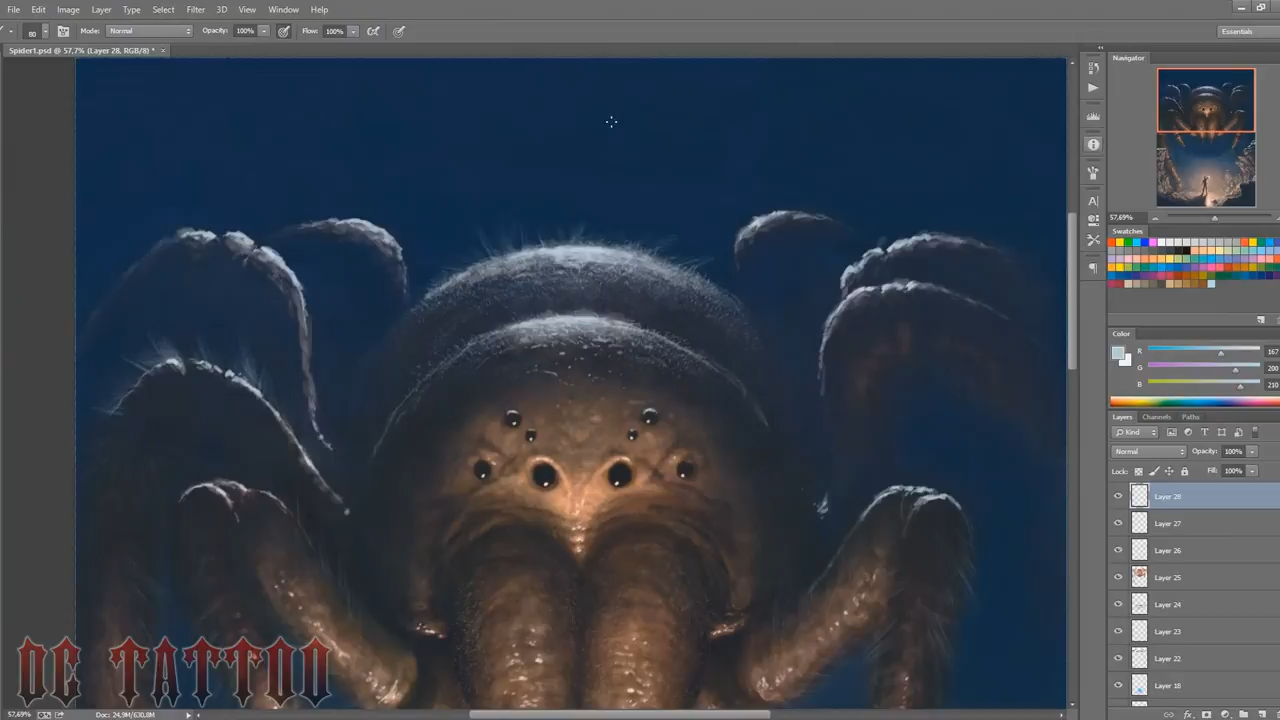 File Edit Image Layer Type Select Filter 3D View Window Help
80 Mode: Normal Opacity: 100% Flow: 100% Essentials
Spider1.psd @ 57,7% (Layer 28, RGB/8) * ×
Navigator
57,69%
Swatches
Color
R 167
G 200
B 210
Layers Channels Paths
Kind
Normal Opacity: 100%
Lock: Fill: 100%
Layer 28
Layer 27
Layer 26
Layer 25
Layer 24
Layer 23
Layer 22
Layer 18
DC TATTOO
57,69% Doc: 24,9M/630,8M